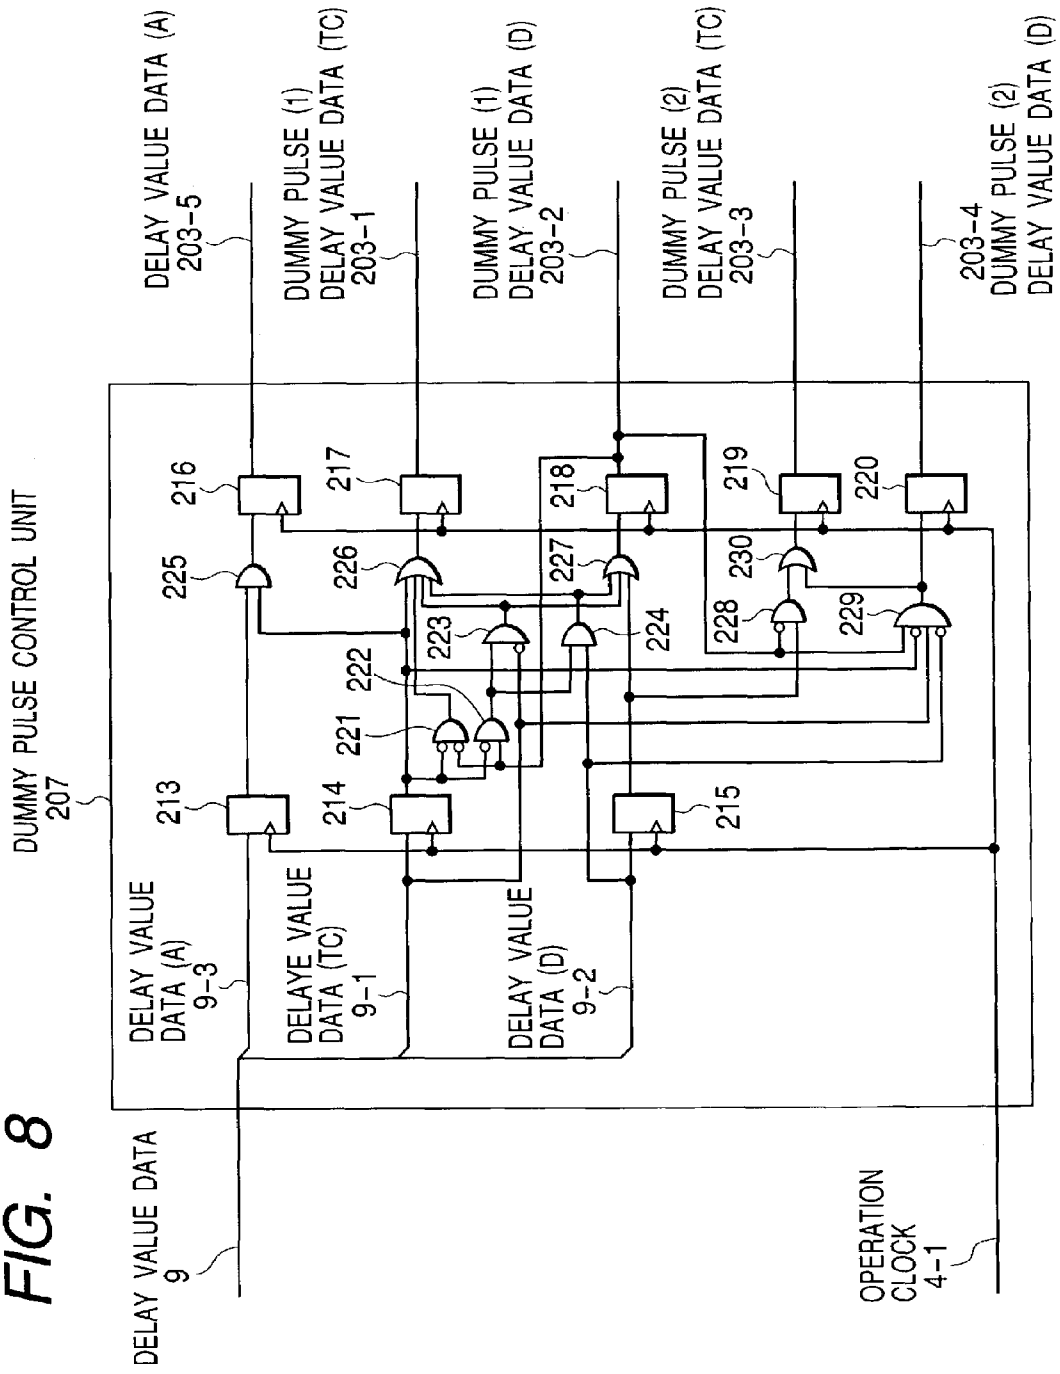 FIG. 8
DUMMY PULSE CONTROL UNIT
207
DELAY VALUE DATA
9
DELAY VALUE
DATA (A)
9-3
DELAYE VALUE
DATA (TC)
9-1
DELAY VALUE
DATA (D)
9-2
OPERATION
CLOCK
4-1
213
214
215
221
222
223
224
225
226
227
228
229
230
216
217
218
219
220
DELAY VALUE DATA (A)
203-5
DUMMY PULSE (1)
DELAY VALUE DATA (TC)
203-1
DUMMY PULSE (1)
DELAY VALUE DATA (D)
203-2
DUMMY PULSE (2)
DELAY VALUE DATA (TC)
203-3
203-4
DUMMY PULSE (2)
DELAY VALUE DATA (D)